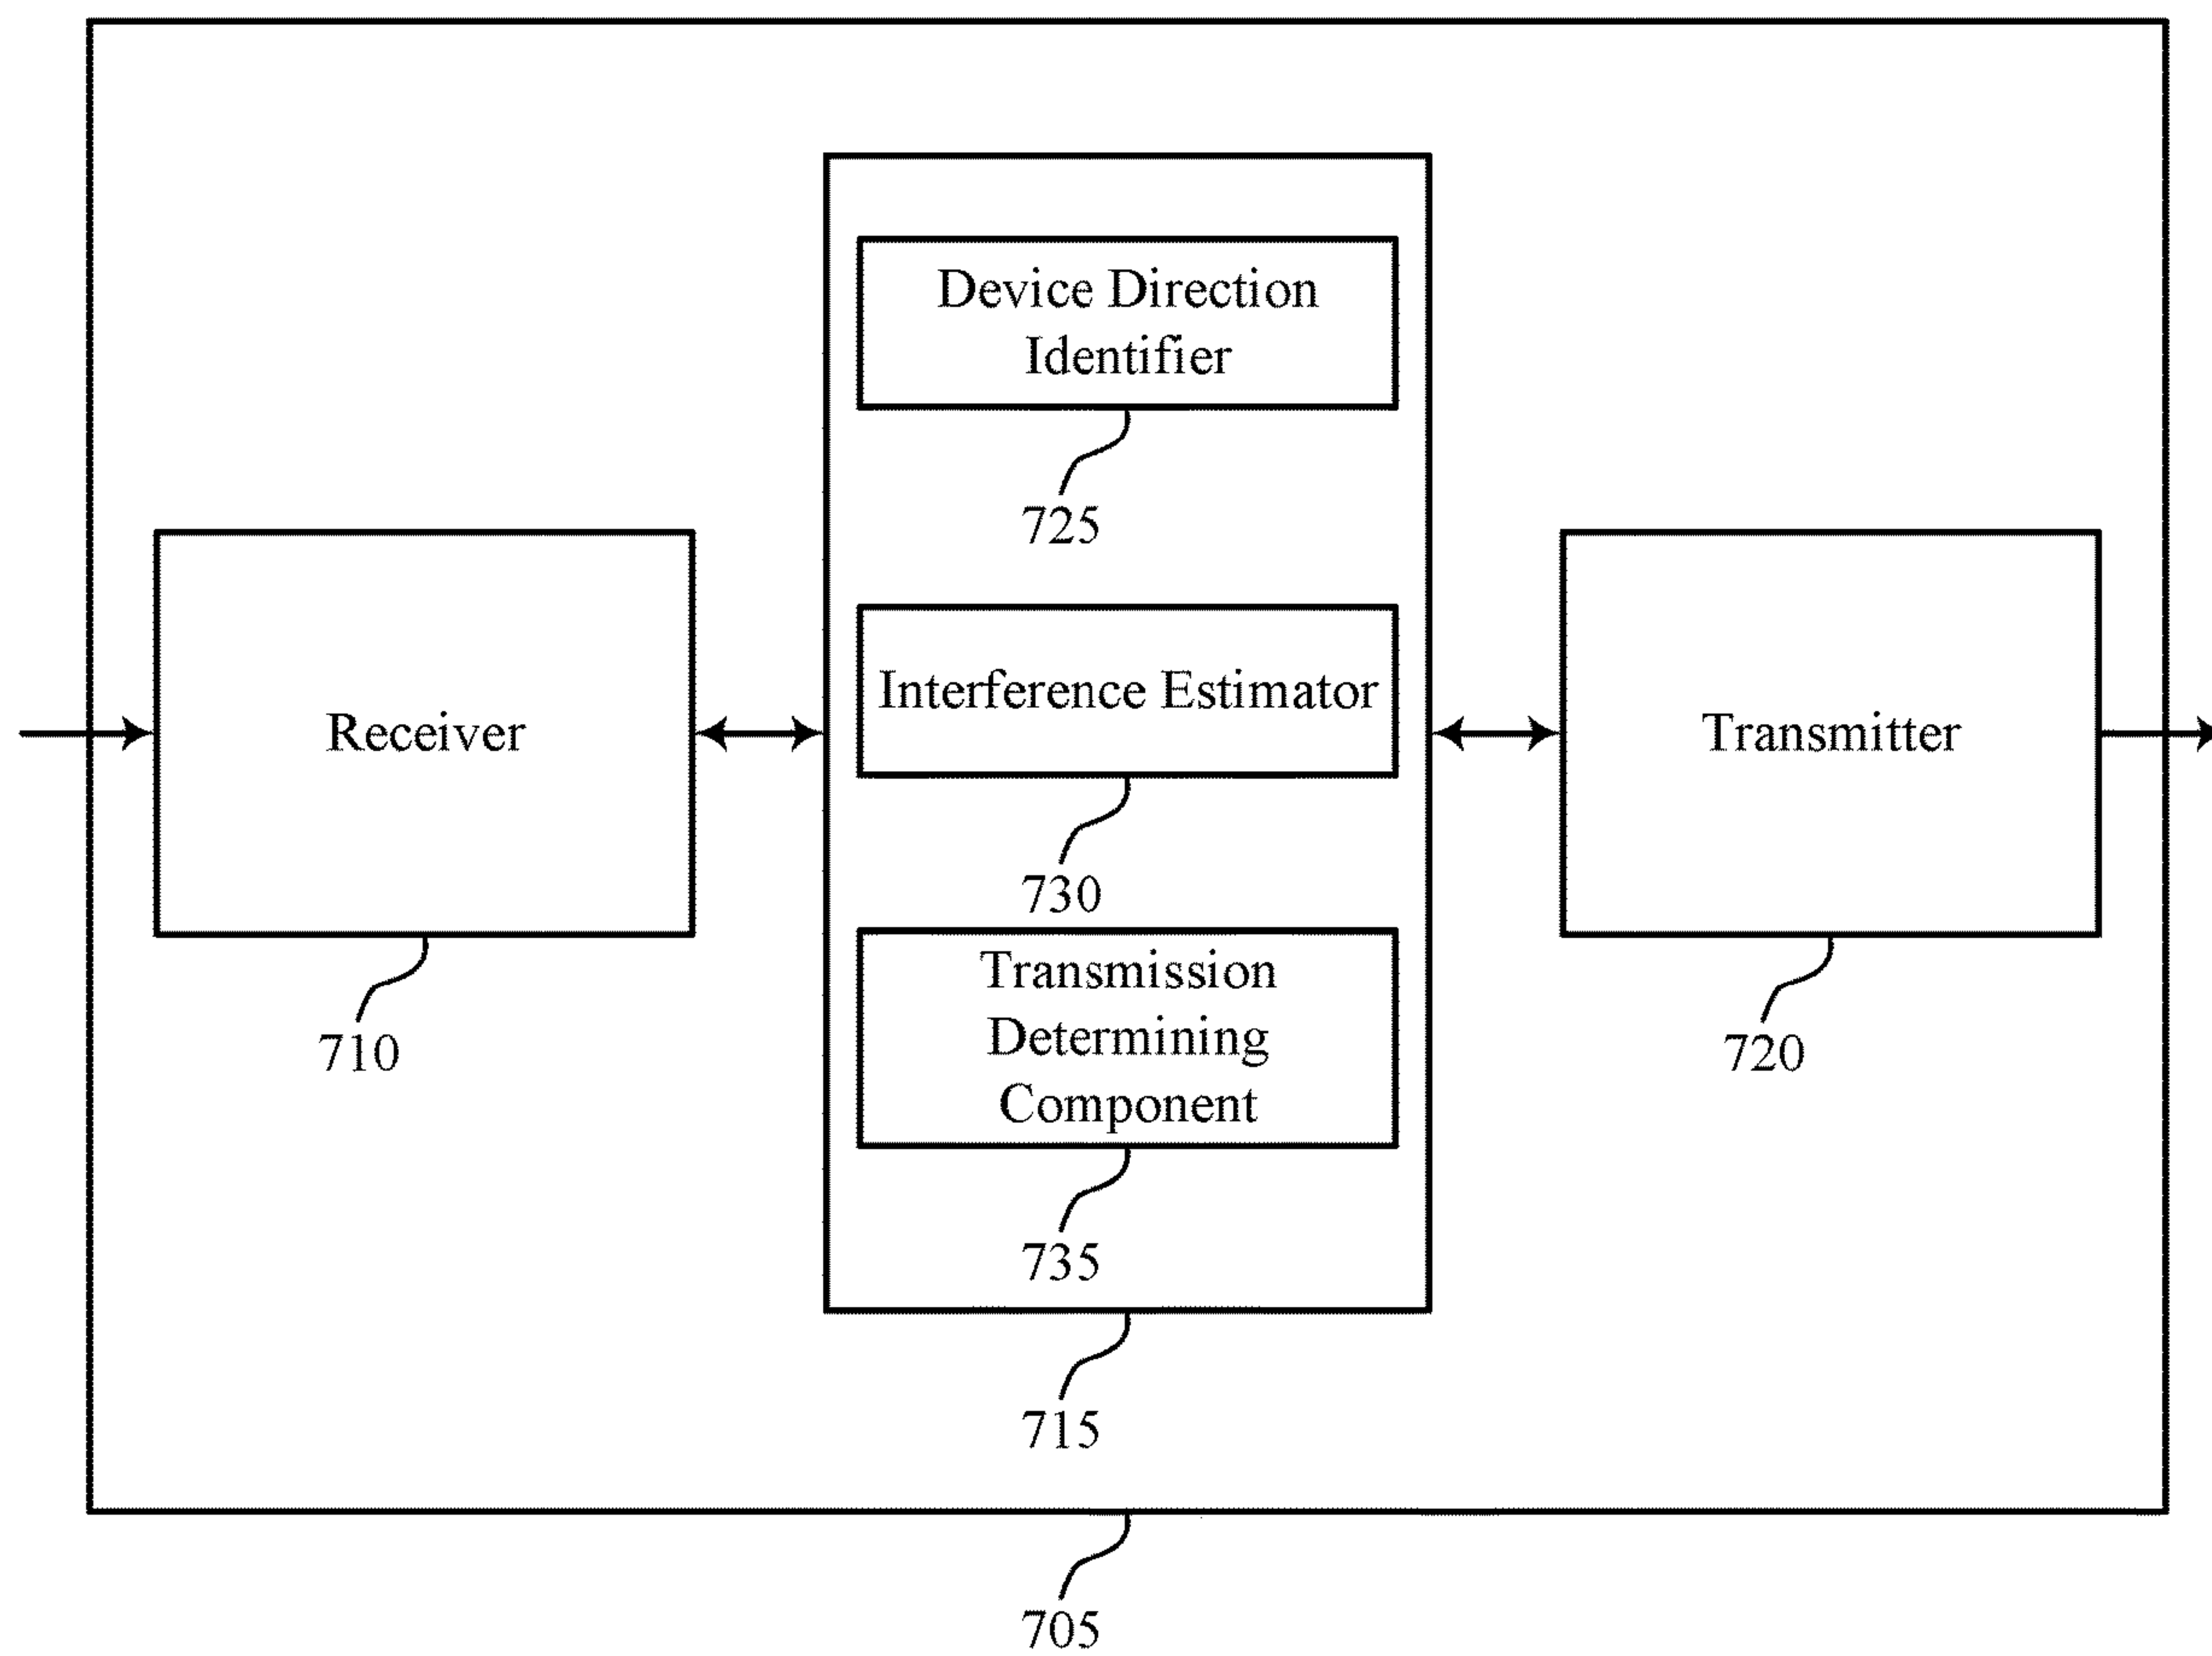 Device Direction
Identifier
725
Interference Estimator
730
Receiver
710
Transmitter
720
Transmission
Determining
Component
735
715
705